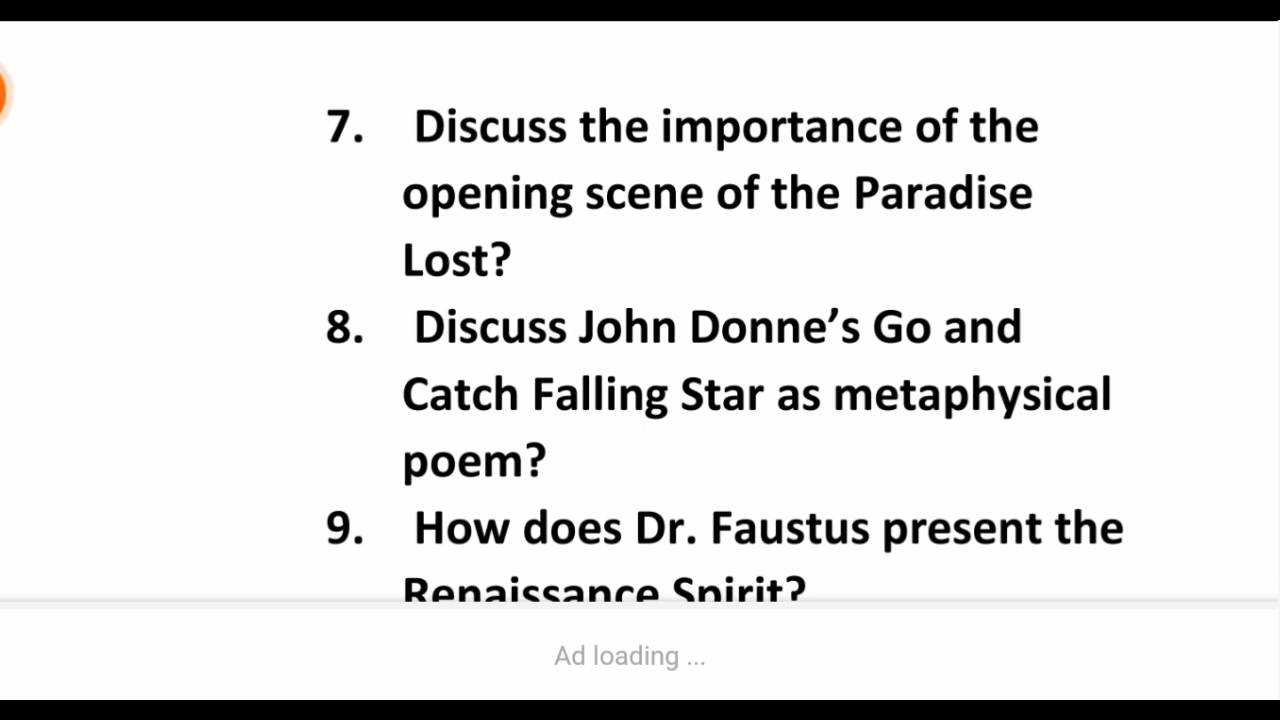 7. Discuss the importance of the
opening scene of the Paradise
Lost?
8. Discuss John Donne’s Go and
Catch Falling Star as metaphysical
poem?
9. How does Dr. Faustus present the
Renaissance Spirit?
Ad loading ...